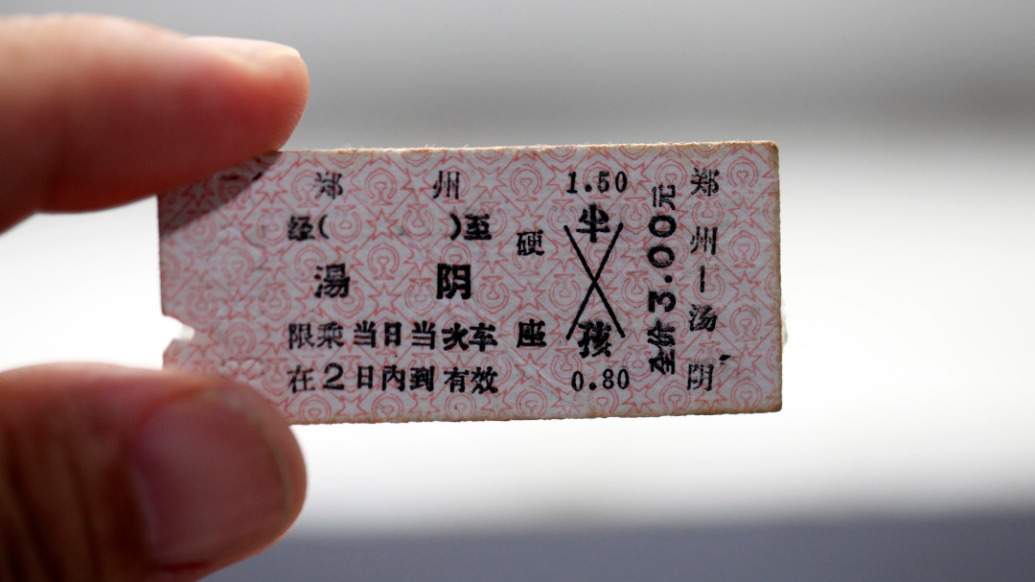 郑州
经( )至
湯阴
限乘当日当次车
在2日内到有效
硬座
1.50
半
孩
0.80
全价3.00元
郑州—汤阴